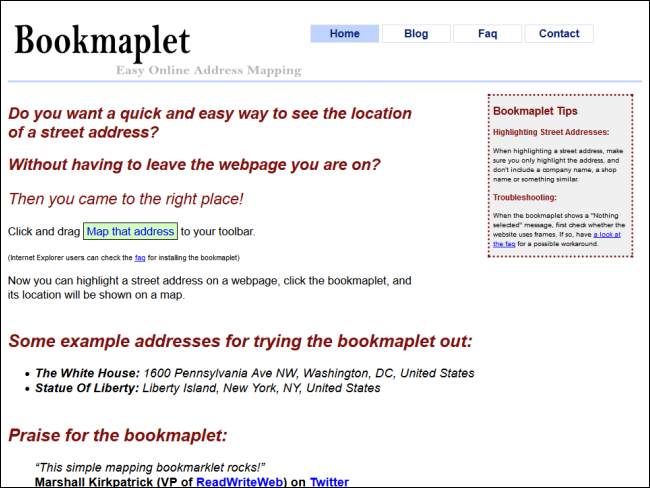 Bookmaplet
Easy Online Address Mapping
Home Blog Faq Contact
Do you want a quick and easy way to see the location
of a street address?
Without having to leave the webpage you are on?
Then you came to the right place!
Click and drag Map that address to your toolbar.
(Internet Explorer users can check the faq for installing the bookmaplet)
Now you can highlight a street address on a webpage, click the bookmaplet, and
its location will be shown on a map.
Bookmaplet Tips
Highlighting Street Addresses:
When highlighting a street address, make
sure you only highlight the address, and
don't include a company name, a shop
name or something similar.
Troubleshooting:
When the bookmaplet shows a "Nothing
selected" message, first check whether the
website uses frames. If so, have a look at
the faq for a possible workaround.
Some example addresses for trying the bookmaplet out:
• The White House: 1600 Pennsylvania Ave NW, Washington, DC, United States
• Statue Of Liberty: Liberty Island, New York, NY, United States
Praise for the bookmaplet:
“This simple mapping bookmarklet rocks!”
Marshall Kirkpatrick (VP of ReadWriteWeb) on Twitter